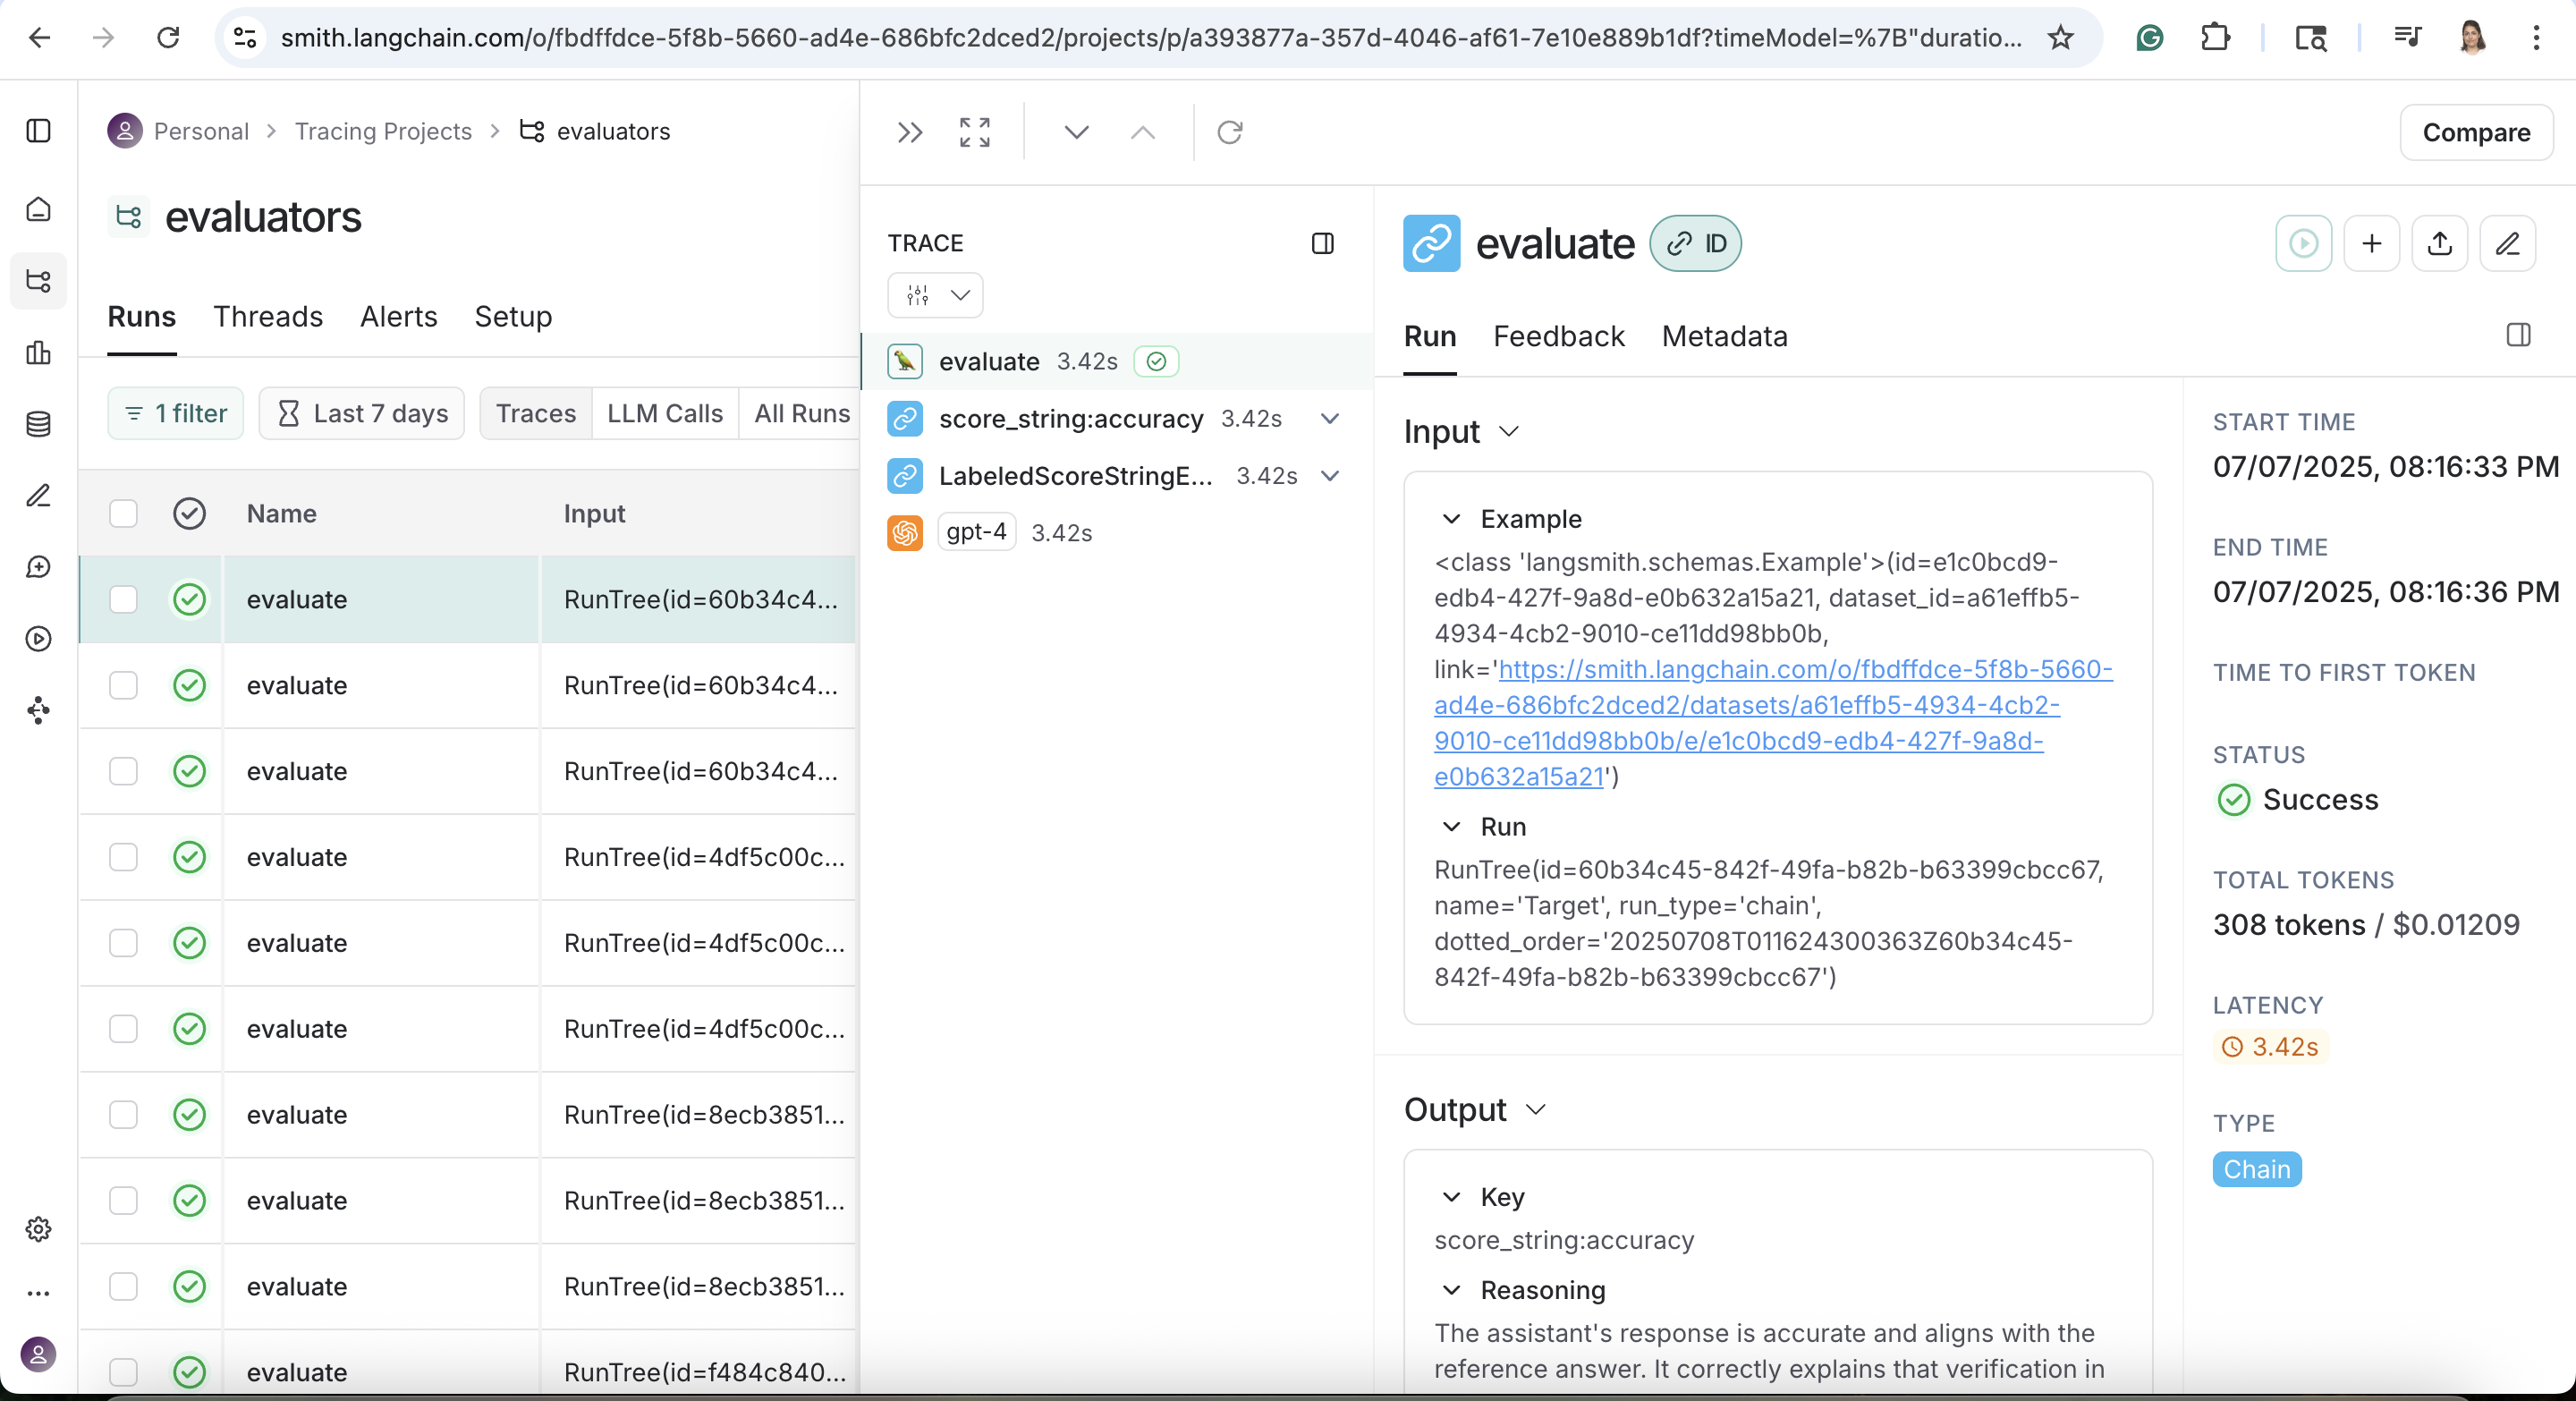 smith.langchain.com/o/fbdffdce-5f8b-5660-ad4e-686bfc2dced2/projects/p/a393877a-357d-4046-af61-7e10e889b1df?timeModel=%7B"duratio...
Personal > Tracing Projects > evaluators
evaluators
Runs Threads Alerts Setup
1 filter Last 7 days Traces LLM Calls All Runs
Name Input
evaluate RunTree(id=60b34c4...
evaluate RunTree(id=60b34c4...
evaluate RunTree(id=60b34c4...
evaluate RunTree(id=4df5c00c...
evaluate RunTree(id=4df5c00c...
evaluate RunTree(id=4df5c00c...
evaluate RunTree(id=8ecb3851...
evaluate RunTree(id=8ecb3851...
evaluate RunTree(id=8ecb3851...
evaluate RunTree(id=f484c840...
Compare
TRACE
evaluate 3.42s
score_string:accuracy 3.42s
LabeledScoreStringE... 3.42s
gpt-4 3.42s
evaluate ID
Run Feedback Metadata
Input
Example
<class 'langsmith.schemas.Example'>(id=e1c0bcd9-
edb4-427f-9a8d-e0b632a15a21, dataset_id=a61effb5-
4934-4cb2-9010-ce11dd98bb0b,
link='https://smith.langchain.com/o/fbdffdce-5f8b-5660-
ad4e-686bfc2dced2/datasets/a61effb5-4934-4cb2-
9010-ce11dd98bb0b/e/e1c0bcd9-edb4-427f-9a8d-
e0b632a15a21')
Run
RunTree(id=60b34c45-842f-49fa-b82b-b63399cbcc67,
name='Target', run_type='chain',
dotted_order='20250708T011624300363Z60b34c45-
842f-49fa-b82b-b63399cbcc67')
Output
Key
score_string:accuracy
Reasoning
The assistant's response is accurate and aligns with the
reference answer. It correctly explains that verification in
START TIME
07/07/2025, 08:16:33 PM
END TIME
07/07/2025, 08:16:36 PM
TIME TO FIRST TOKEN
STATUS
Success
TOTAL TOKENS
308 tokens / $0.01209
LATENCY
3.42s
TYPE
Chain